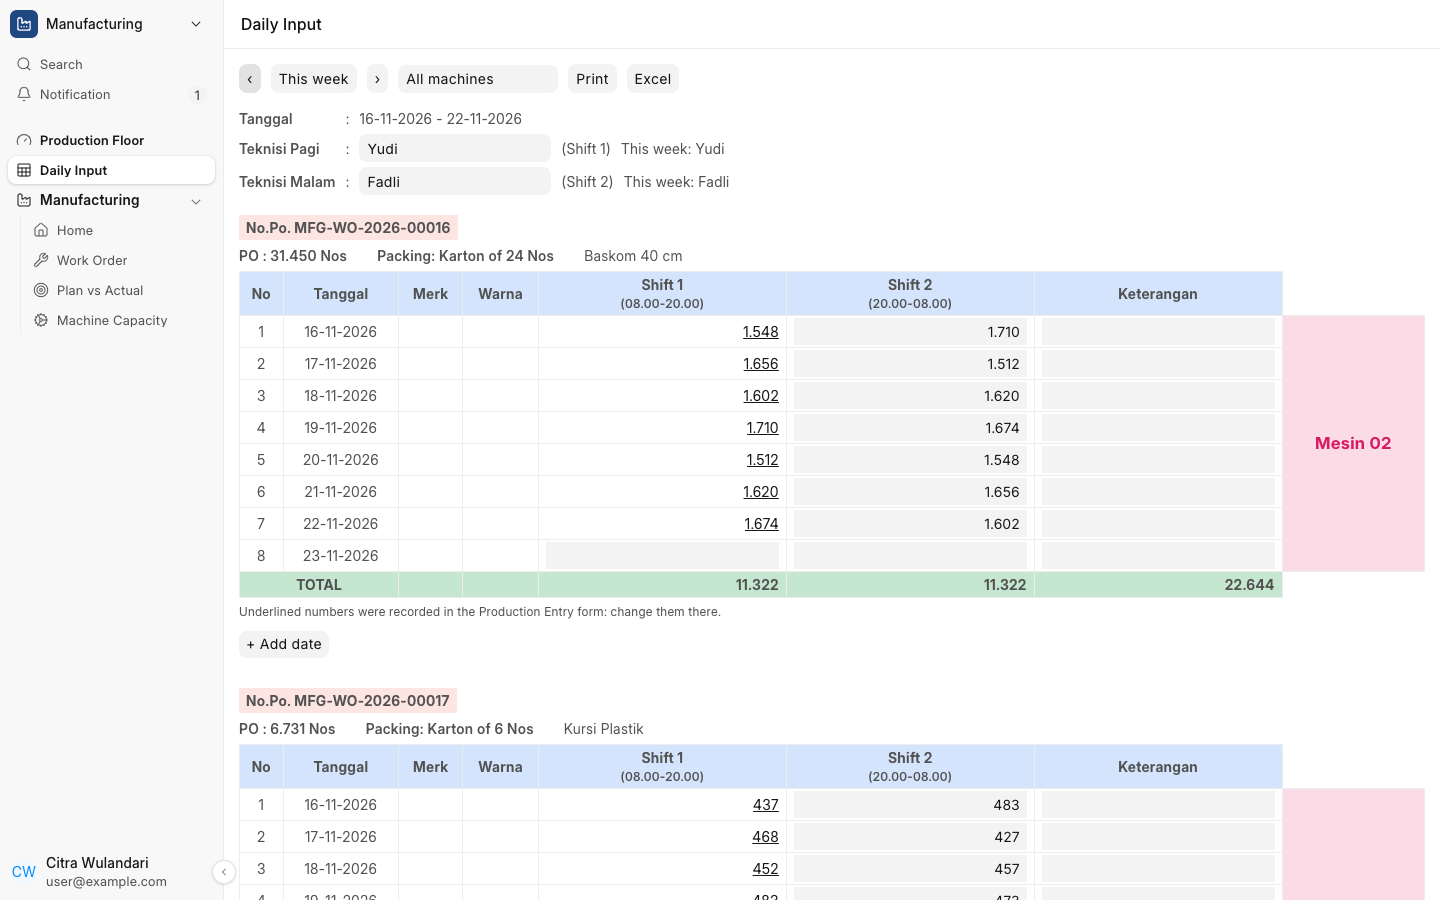 Manufacturing
Search
Notification 1
Production Floor
Daily Input
Manufacturing
Home
Work Order
Plan vs Actual
Machine Capacity
CW Citra Wulandari
user@example.com
Daily Input
‹ This week › All machines Print Excel
Tanggal : 16-11-2026 - 22-11-2026
Teknisi Pagi : Yudi (Shift 1) This week: Yudi
Teknisi Malam : Fadli (Shift 2) This week: Fadli
No.Po. MFG-WO-2026-00016
PO : 31.450 Nos Packing: Karton of 24 Nos Baskom 40 cm
No Tanggal Merk Warna Shift 1 (08.00-20.00) Shift 2 (20.00-08.00) Keterangan
1 16-11-2026 1.548 1.710
2 17-11-2026 1.656 1.512
3 18-11-2026 1.602 1.620
4 19-11-2026 1.710 1.674
Mesin 02
5 20-11-2026 1.512 1.548
6 21-11-2026 1.620 1.656
7 22-11-2026 1.674 1.602
8 23-11-2026
TOTAL 11.322 11.322 22.644
Underlined numbers were recorded in the Production Entry form: change them there.
+ Add date
No.Po. MFG-WO-2026-00017
PO : 6.731 Nos Packing: Karton of 6 Nos Kursi Plastik
No Tanggal Merk Warna Shift 1 (08.00-20.00) Shift 2 (20.00-08.00) Keterangan
1 16-11-2026 437 483
2 17-11-2026 468 427
3 18-11-2026 452 457
4 19-11-2026 483 473